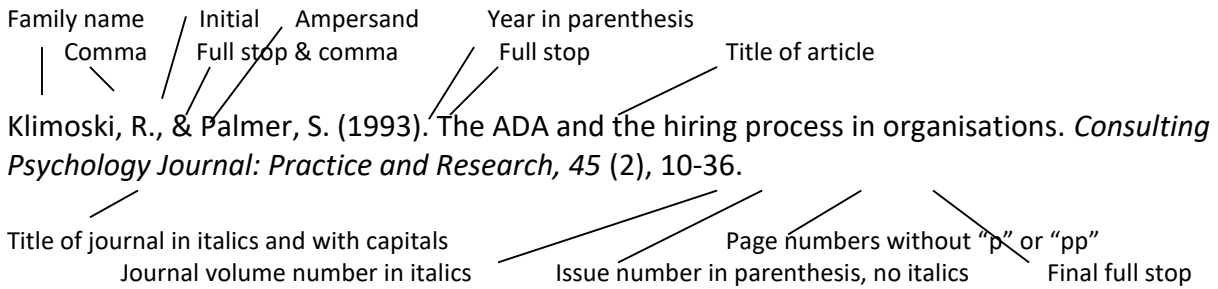 Family name Initial Ampersand Year in parenthesis
Comma Full stop & comma Full stop Title of article
Klimoski, R., & Palmer, S. (1993). The ADA and the hiring process in organisations. Consulting
Psychology Journal: Practice and Research, 45 (2), 10-36.
Title of journal in italics and with capitals Page numbers without “p” or “pp”
Journal volume number in italics Issue number in parenthesis, no italics Final full stop